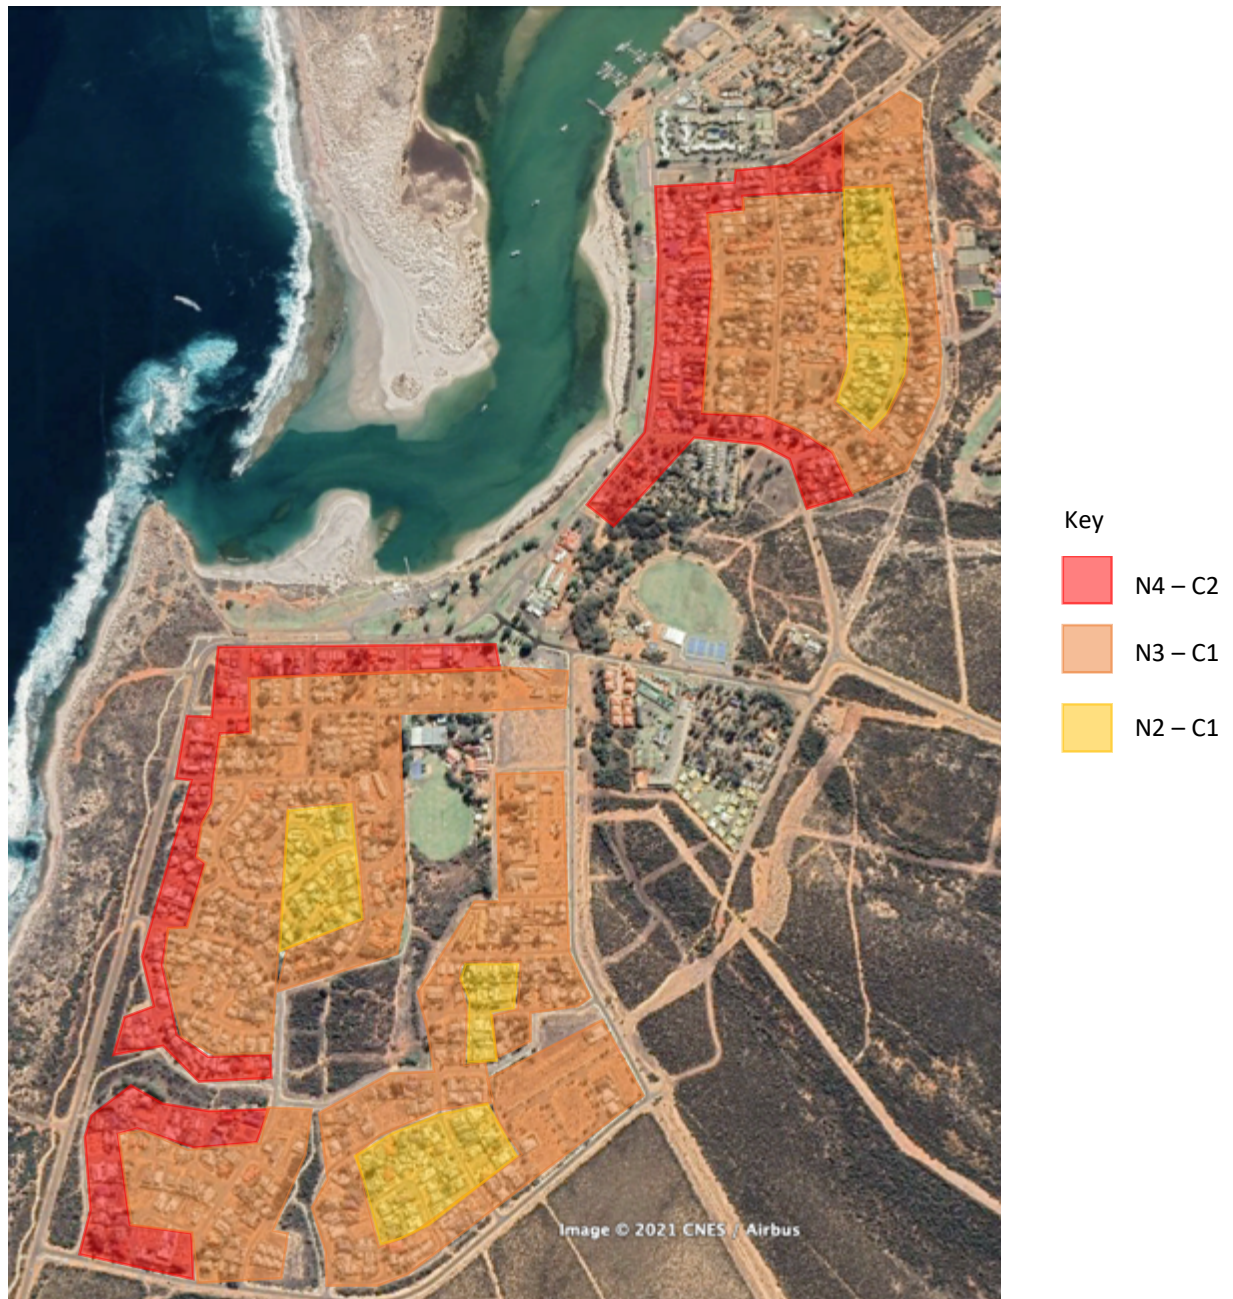 Key
N4 – C2
N3 – C1
N2 – C1
Image © 2021 CNES / Airbus